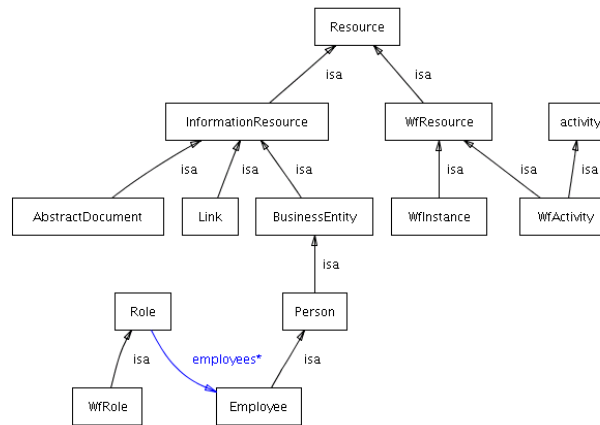 Resource
isa isa
InformationResource WfResource activity
isa isa isa isa isa isa
AbstractDocument Link BusinessEntity WfInstance WfActivity
isa
Role Person
isa employees* isa
WfRole Employee